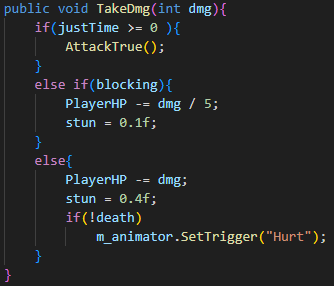 public void TakeDmg(int dmg){
    if(justTime >= 0 ){
        AttackTrue();
    }
    else if(blocking){
        PlayerHP -= dmg / 5;
        stun = 0.1f;
    }
    else{
        PlayerHP -= dmg;
        stun = 0.4f;
        if(!death)
            m_animator.SetTrigger("Hurt");
    }
}